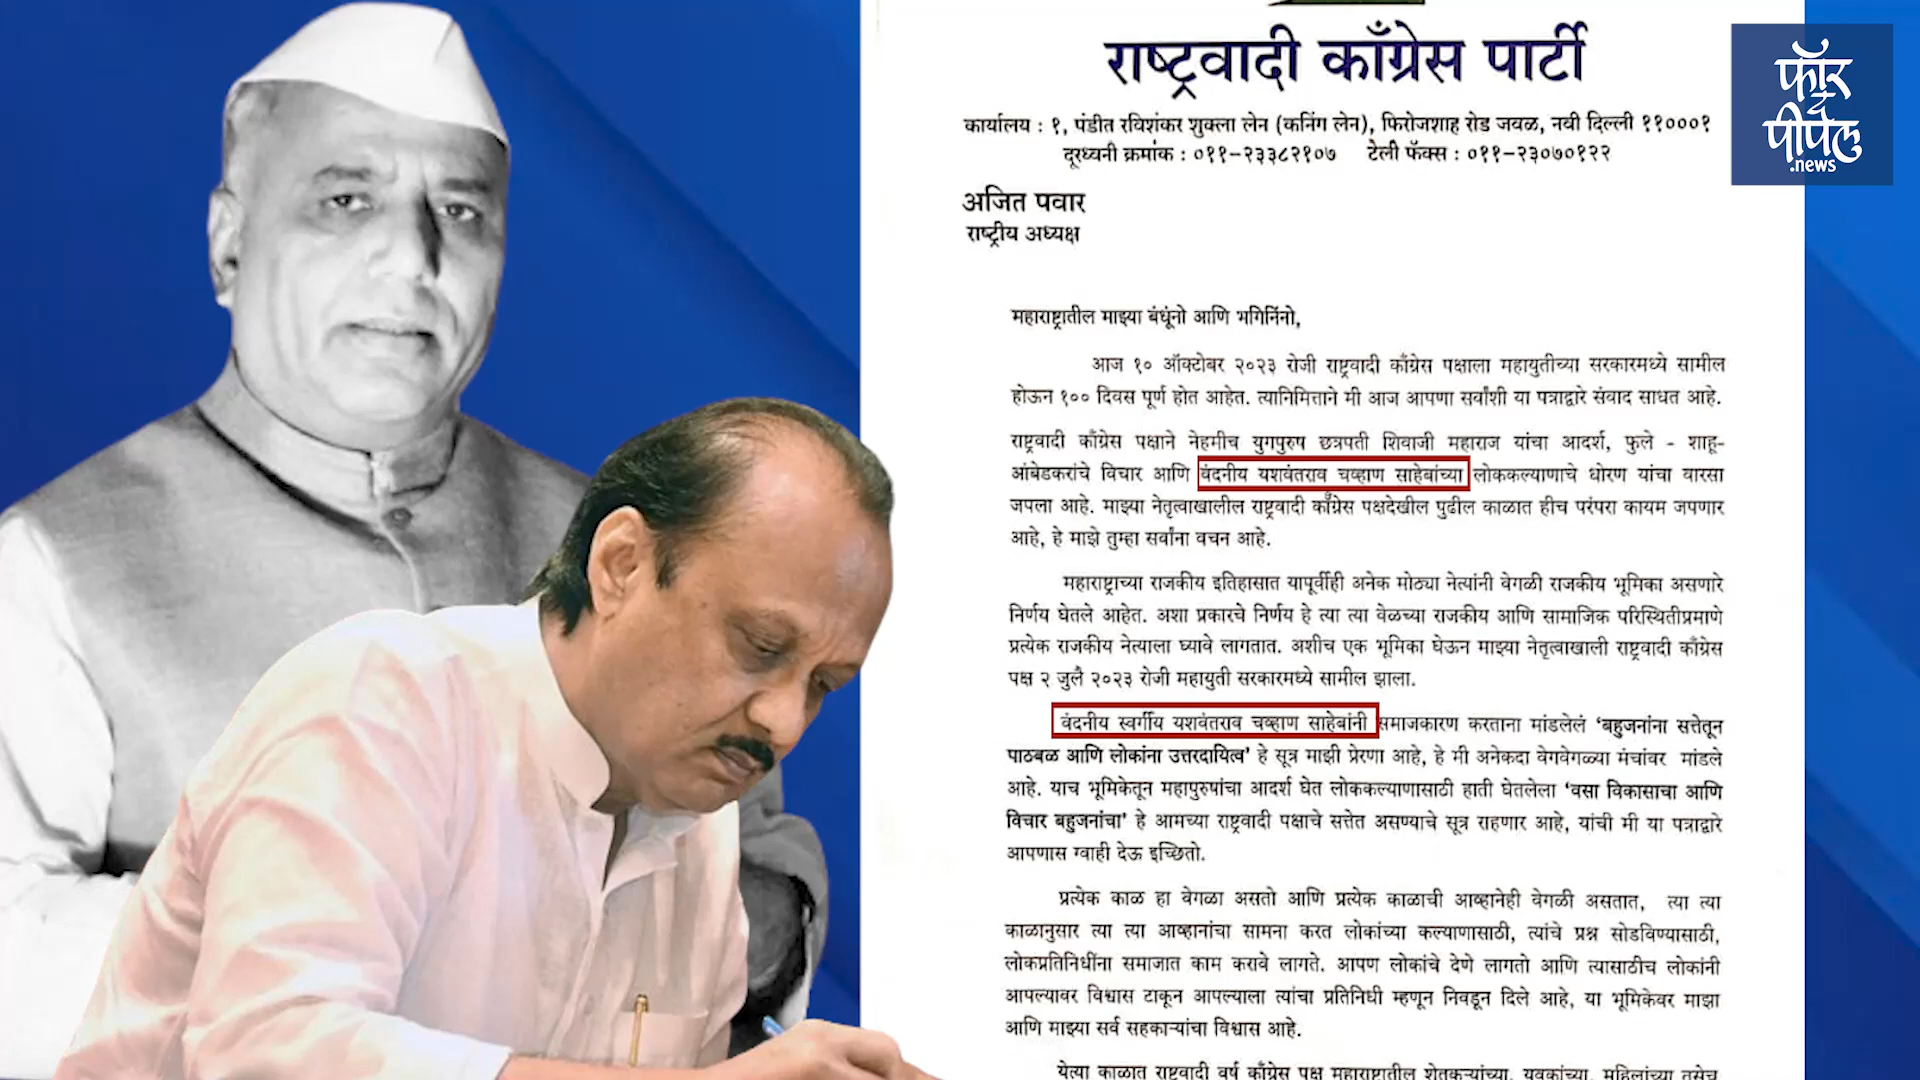 राष्ट्रवादी काँग्रेस पार्टी
कार्यालय : १, पंडीत रविशंकर शुक्ला लेन (कनिंग लेन), फिरोजशाह रोड जवळ, नवी दिल्ली ११०००१
दूरध्वनी क्रमांक : ०११-२३३८२१०७ टेली फॅक्स : ०११-२३०७०१२२
फॉर
द
पीपल
.news
अजित पवार
राष्ट्रीय अध्यक्ष
महाराष्ट्रातील माझ्या बंधूंनो आणि भगिनिंनो,
आज १० ऑक्टोबर २०२३ रोजी राष्ट्रवादी काँग्रेस पक्षाला महायुतीच्या सरकारमध्ये सामील
होऊन १०० दिवस पूर्ण होत आहेत. त्यानिमित्ताने मी आज आपणा सर्वांशी या पत्राद्वारे संवाद साधत आहे.
राष्ट्रवादी काँग्रेस पक्षाने नेहमीच युगपुरुष छत्रपती शिवाजी महाराज यांचा आदर्श, फुले - शाहू-
आंबेडकरांचे विचार आणि वंदनीय यशवंतराव चव्हाण साहेबांच्या लोककल्याणाचे धोरण यांचा वारसा
जपला आहे. माझ्या नेतृत्वाखालील राष्ट्रवादी काँग्रेस पक्षदेखील पुढील काळात हीच परंपरा कायम जपणार
आहे, हे माझे तुम्हा सर्वांना वचन आहे.
महाराष्ट्राच्या राजकीय इतिहासात यापूर्वीही अनेक मोठ्या नेत्यांनी वेगळी राजकीय भूमिका असणारे
निर्णय घेतले आहेत. अशा प्रकारचे निर्णय हे त्या त्या वेळच्या राजकीय आणि सामाजिक परिस्थितीप्रमाणे
प्रत्येक राजकीय नेत्याला घ्यावे लागतात. अशीच एक भूमिका घेऊन माझ्या नेतृत्वाखाली राष्ट्रवादी काँग्रेस
पक्ष २ जुलै २०२३ रोजी महायुती सरकारमध्ये सामील झाला.
वंदनीय स्वर्गीय यशवंतराव चव्हाण साहेबांनी समाजकारण करताना मांडलेलं 'बहुजनांना सत्तेतून
पाठबळ आणि लोकांना उत्तरदायित्व' हे सूत्र माझी प्रेरणा आहे, हे मी अनेकदा वेगवेगळ्या मंचांवर मांडले
आहे. याच भूमिकेतून महापुरुषांचा आदर्श घेत लोककल्याणासाठी हाती घेतलेला 'वसा विकासाचा आणि
विचार बहुजनांचा' हे आमच्या राष्ट्रवादी पक्षाचे सत्तेत असण्याचे सूत्र राहणार आहे, यांची मी या पत्राद्वारे
आपणास ग्वाही देऊ इच्छितो.
प्रत्येक काळ हा वेगळा असतो आणि प्रत्येक काळाची आव्हानेही वेगळी असतात, त्या त्या
काळानुसार त्या त्या आव्हानांचा सामना करत लोकांच्या कल्याणासाठी, त्यांचे प्रश्न सोडविण्यासाठी,
लोकप्रतिनिधींना समाजात काम करावे लागते. आपण लोकांचे देणे लागतो आणि त्यासाठीच लोकांनी
आपल्यावर विश्वास टाकून आपल्याला त्यांचा प्रतिनिधी म्हणून निवडून दिले आहे, या भूमिकेवर माझा
आणि माझ्या सर्व सहकाऱ्यांचा विश्वास आहे.
येत्या काळात राष्ट्रवादी वर्ष काँग्रेस पक्ष महाराष्ट्रातील शेतकऱ्यांच्या, युवकांच्या, महिलांच्या तसेच